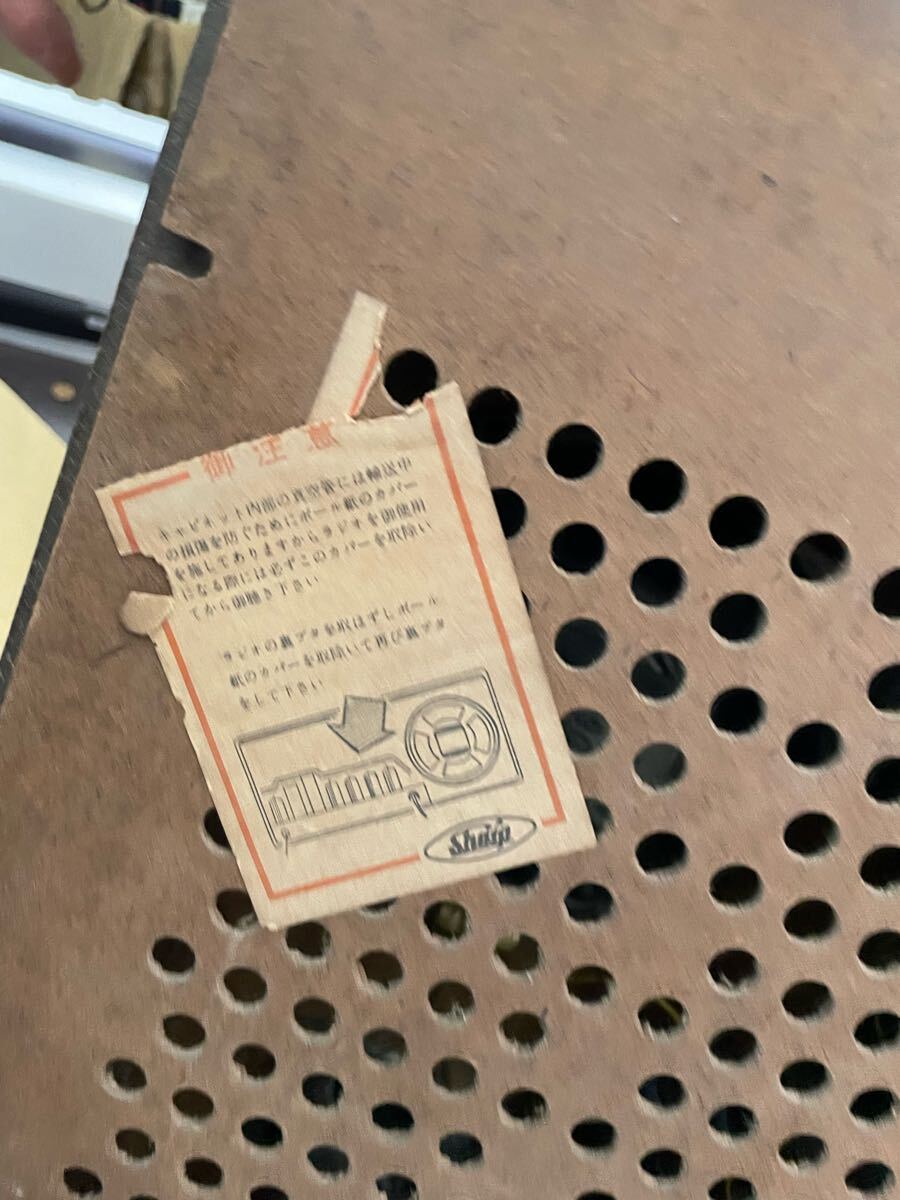 御注意
キャビネット内部の真空管には輸送中
の損傷を防ぐためにボール紙のカバー
を施してありますからラジオを御使用
になる際には必ずこのカバーを取除い
てから御聴き下さい
ラジオの裏ブタを取はずしボール
紙のカバーを取除いて再び裏ブタ
をして下さい
Sharp